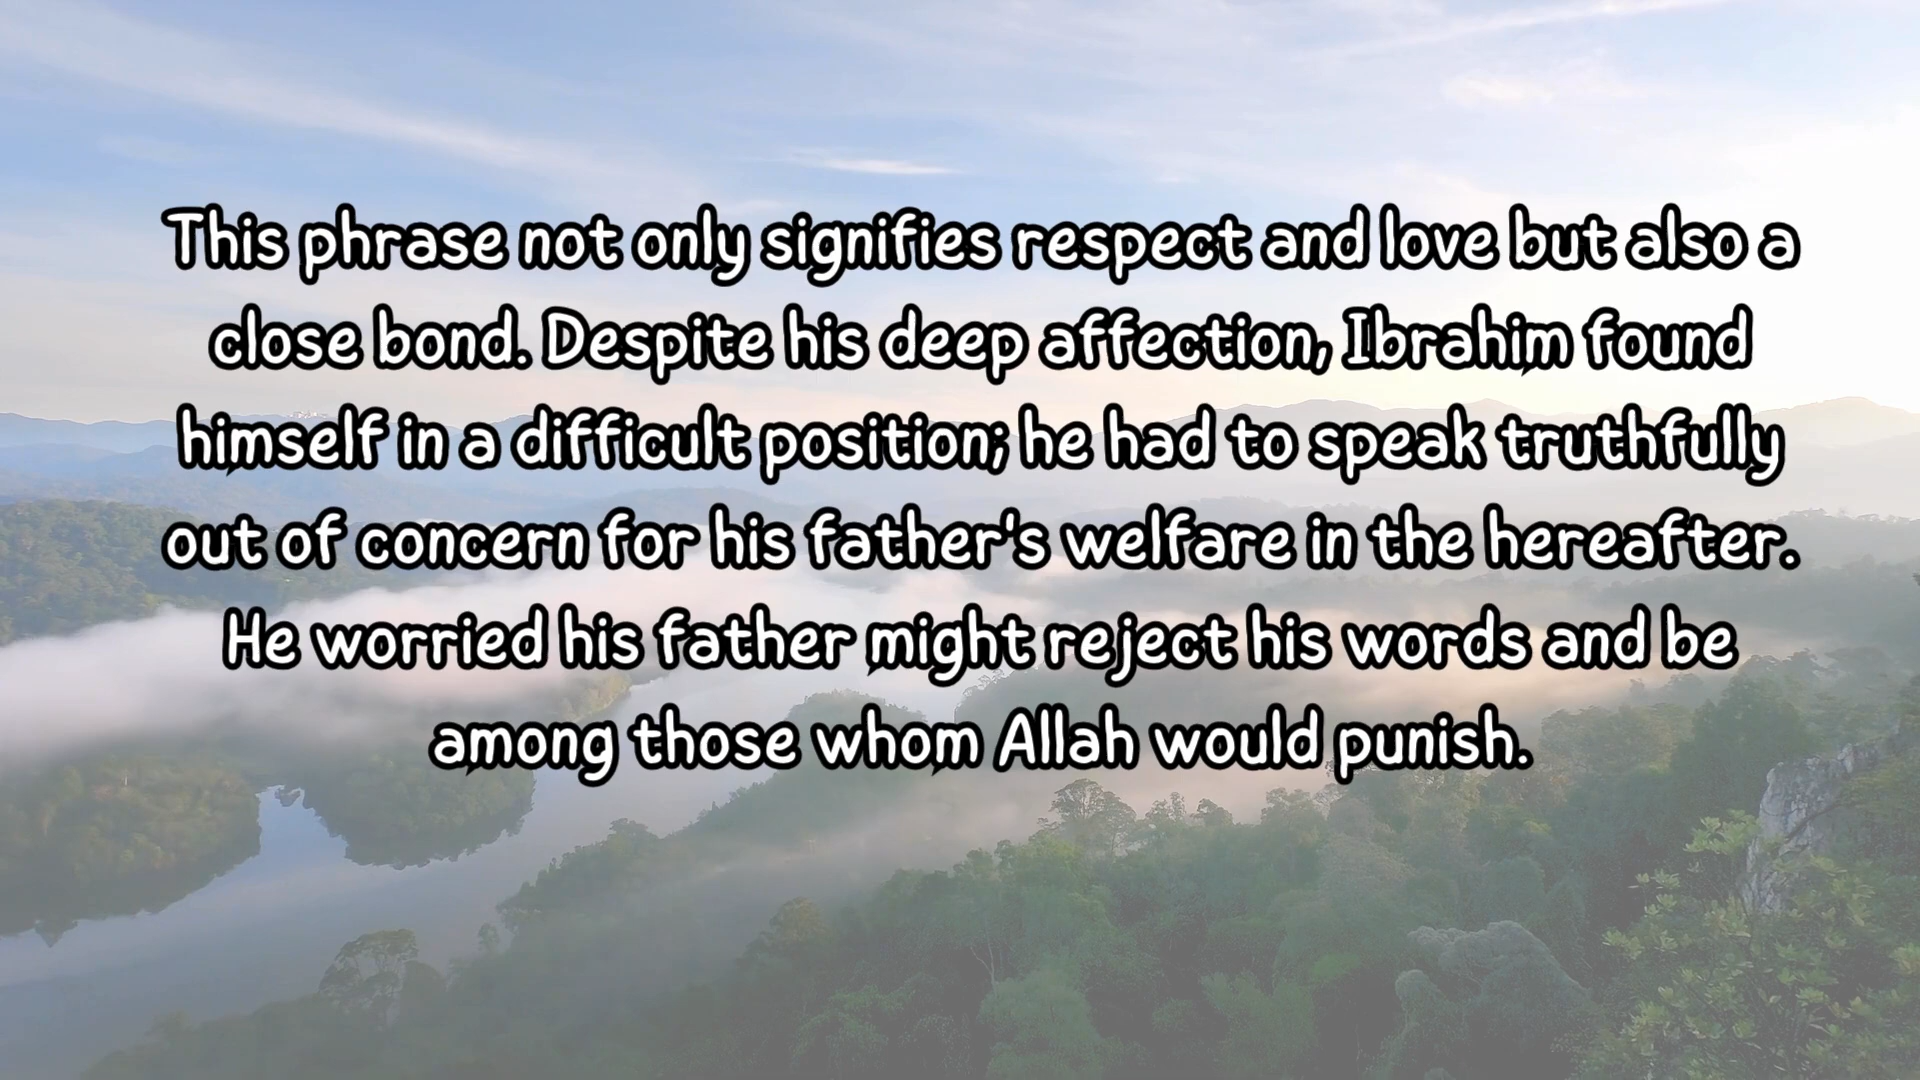 This phrase not only signifies respect and love but also a
close bond. Despite his deep affection, Ibrahim found
himself in a difficult position; he had to speak truthfully
out of concern for his father's welfare in the hereafter.
He worried his father might reject his words and be
among those whom Allah would punish.